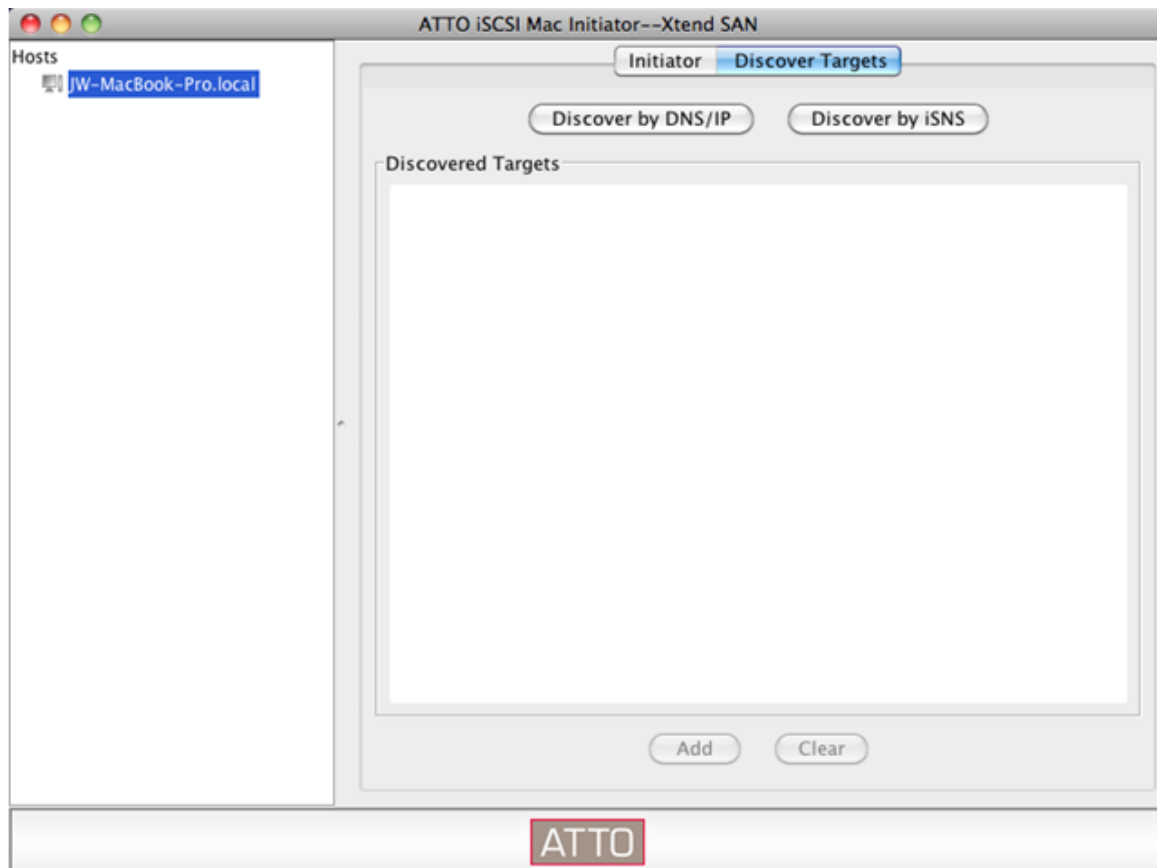 ATTO iSCSI Mac Initiator--Xtend SAN
Hosts
JW-MacBook-Pro.local
Initiator Discover Targets
Discover by DNS/IP Discover by iSNS
Discovered Targets
Add Clear
ATTO